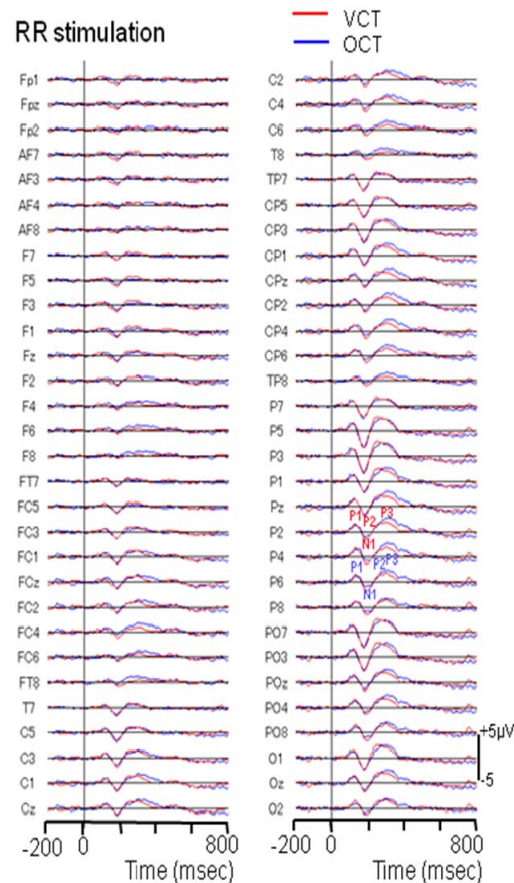 RR stimulation
VCT
OCT
Fp1
Fpz
Fp2
AF7
AF3
AF4
AF8
F7
F5
F3
F1
Fz
F2
F4
F6
F8
FT7
FC5
FC3
FC1
FCz
FC2
FC4
FC6
FT8
T7
C5
C3
C1
Cz
-200 0 800
Time (msec)
C2
C4
C6
T8
TP7
CP5
CP3
CP1
CPz
CP2
CP4
CP6
TP8
P7
P5
P3
P1
Pz
P1 P2 P3
P2
N1
P4
P1 P2 P3
P6
N1
P8
PO7
PO3
POz
PO4
PO8
+5μV
O1
Oz
-5
O2
-200 0 800
Time (msec)